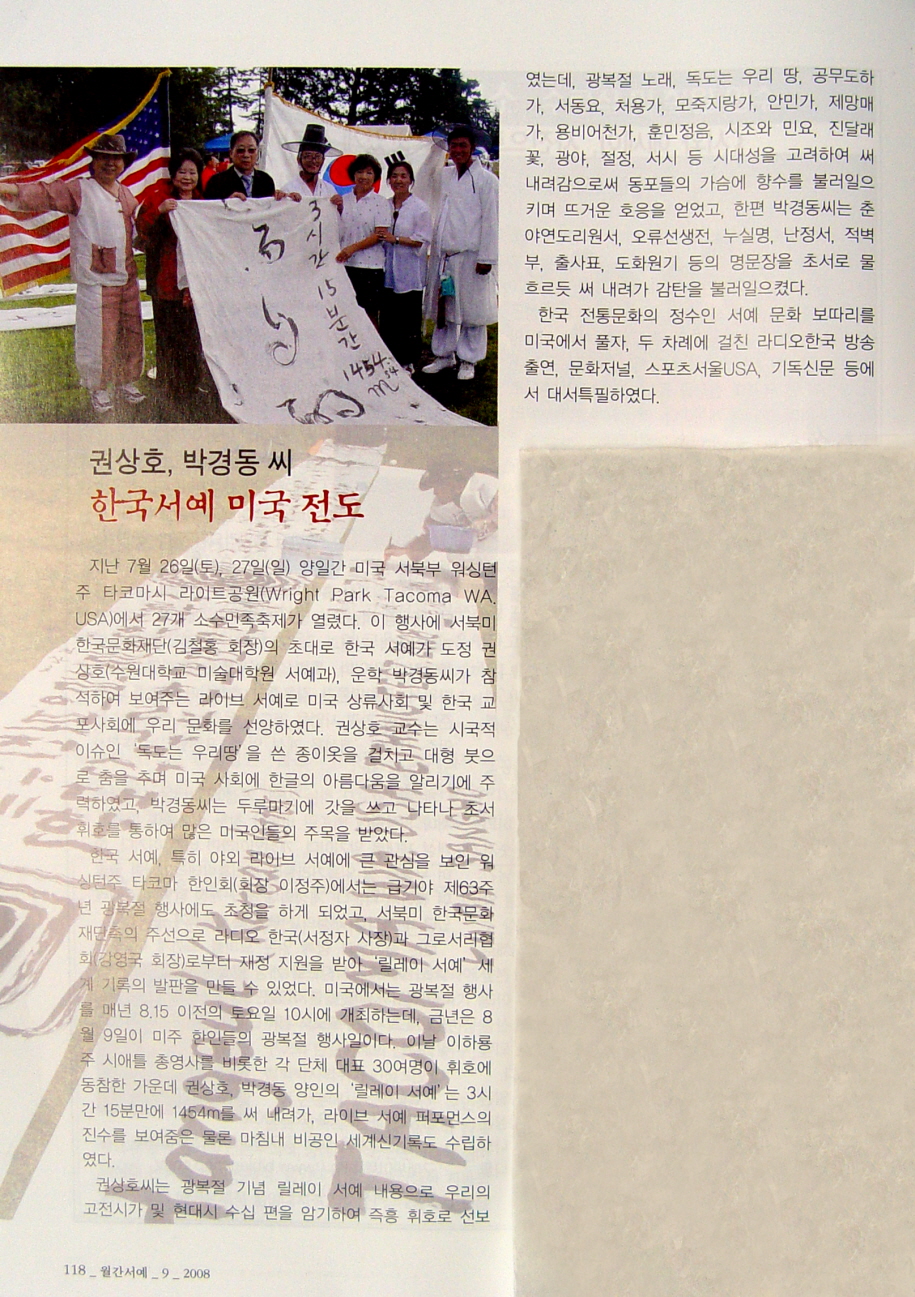 3시간 15분간
1454m
권상호, 박경동 씨
한국서예 미국 전도
지난 7월 26일(토), 27일(일) 양일간 미국 서북부 워싱턴
주 타코마시 라이트공원(Wright Park Tacoma WA.
USA)에서 27개 소수민족축제가 열렸다. 이 행사에 서북미
한국문화재단(김철홍 회장)의 초대로 한국 서예가 도정 권
상호(수원대학교 미술대학원 서예과), 운학 박경동씨가 참
석하여 보여주는 라이브 서예로 미국 상류사회 및 한국 교
포사회에 우리 문화를 선양하였다. 권상호 교수는 시국적
이슈인 '독도는 우리땅'을 쓴 종이옷을 걸치고 대형 붓으
로 춤을 추며 미국 사회에 한글의 아름다움을 알리기에 주
력하였고, 박경동씨는 두루마기에 갓을 쓰고 나타나 초서
휘호를 통하여 많은 미국인들의 주목을 받았다.
한국 서예, 특히 야외 라이브 서예에 큰 관심을 보인 워
싱턴주 타코마 한인회(회장 이정주)에서는 급기야 제63주
년 광복절 행사에도 초청을 하게 되었고, 서북미 한국문화
재단측의 주선으로 라디오 한국(서정자 사장)과 그로서리협
회(강영국 회장)로부터 재정 지원을 받아 '릴레이 서예' 세
계 기록의 발판을 만들 수 있었다. 미국에서는 광복절 행사
를 매년 8.15 이전의 토요일 10시에 개최하는데, 금년은 8
월 9일이 미주 한인들의 광복절 행사일이다. 이날 이하룡
주 시애틀 총영사를 비롯한 각 단체 대표 30여명이 휘호에
동참한 가운데 권상호, 박경동 양인의 '릴레이 서예'는 3시
간 15분만에 1454m를 써 내려가, 라이브 서예 퍼포먼스의
진수를 보여줌은 물론 마침내 비공인 세계신기록도 수립하
였다.
권상호씨는 광복절 기념 릴레이 서예 내용으로 우리의
고전시가 및 현대시 수십 편을 암기하여 즉흥 휘호로 선보
였는데, 광복절 노래, 독도는 우리 땅, 공무도하
가, 서동요, 처용가, 모죽지랑가, 안민가, 제망매
가, 용비어천가, 훈민정음, 시조와 민요, 진달래
꽃, 광야, 절정, 서시 등 시대성을 고려하여 써
내려감으로써 동포들의 가슴에 향수를 불러일으
키며 뜨거운 호응을 얻었고, 한편 박경동씨는 춘
야연도리원서, 오류선생전, 누실명, 난정서, 적벽
부, 출사표, 도화원기 등의 명문장을 초서로 물
흐르듯 써 내려가 감탄을 불러일으켰다.
한국 전통문화의 정수인 서예 문화 보따리를
미국에서 풀자, 두 차례에 걸친 라디오한국 방송
출연, 문화저널, 스포츠서울USA, 기독신문 등에
서 대서특필하였다.
118 _ 월간서예 _ 9 _ 2008